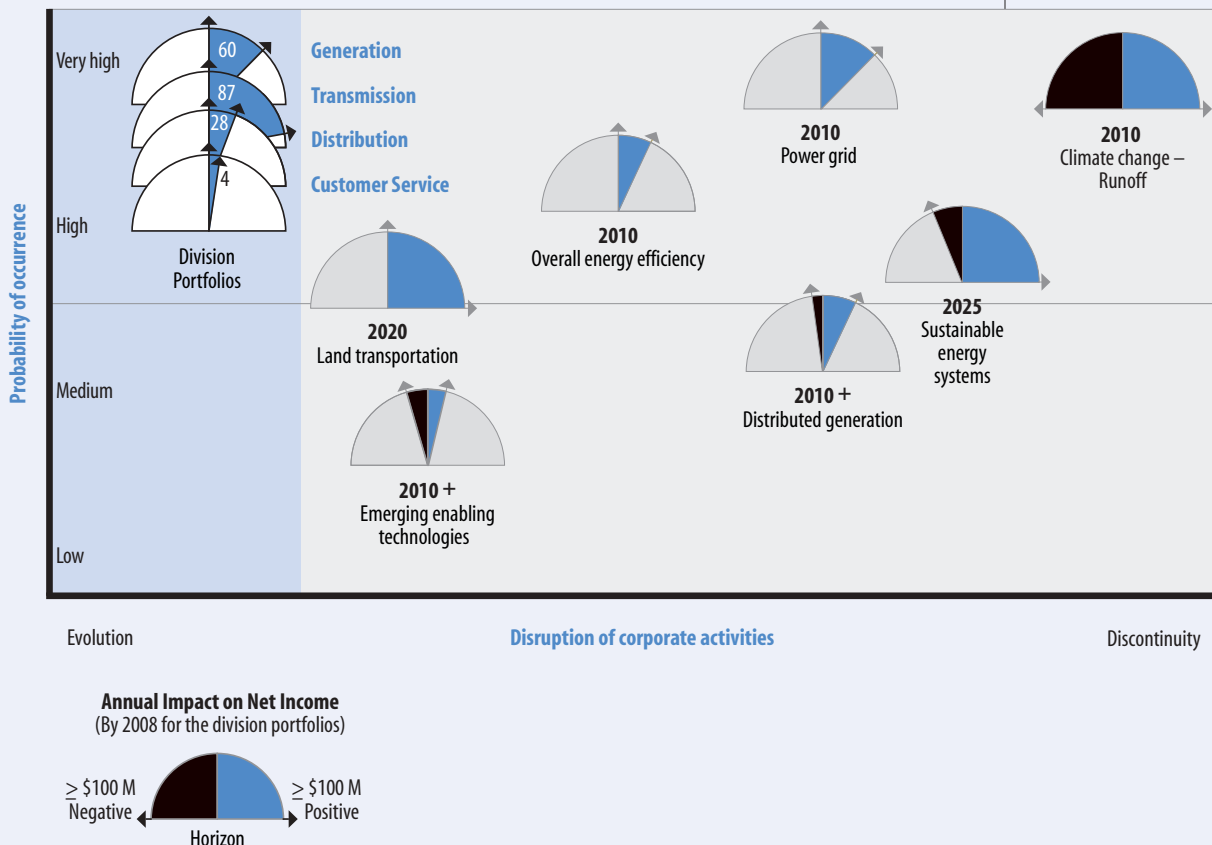 Probability of occurrence
Very high
High
Medium
Low
60
87
28
4
Division
Portfolios
Generation
Transmission
Distribution
Customer Service
2010
Power grid
2010
Climate change –
Runoff
2010
Overall energy efficiency
2020
Land transportation
2025
Sustainable
energy
systems
2010 +
Distributed generation
2010 +
Emerging enabling
technologies
Evolution
Disruption of corporate activities
Discontinuity
Annual Impact on Net Income
(By 2008 for the division portfolios)
≥ $100 M
Negative
≥ $100 M
Positive
Horizon